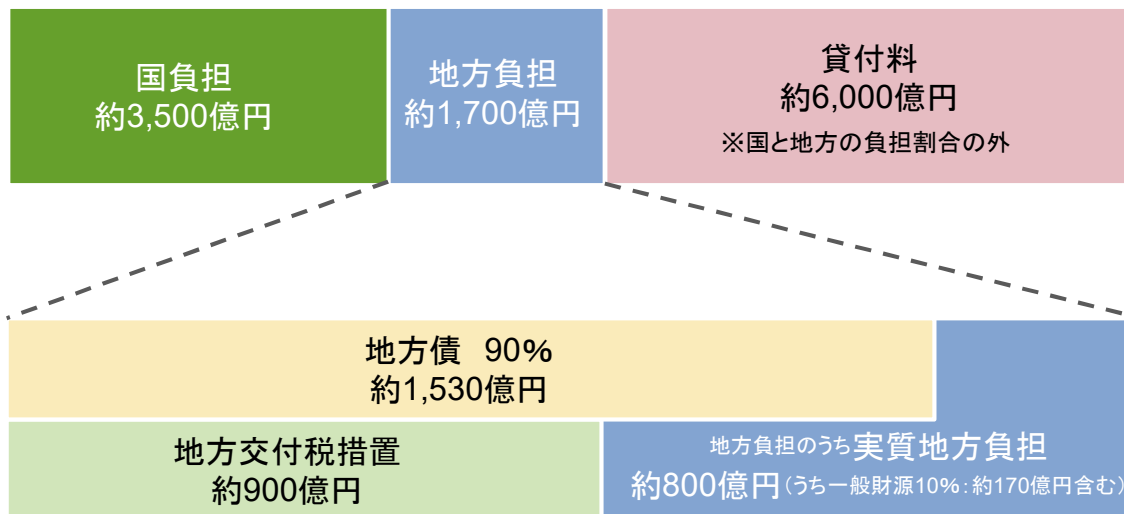 国負担
約3,500億円
地方負担
約1,700億円
貸付料
約6,000億円
※国と地方の負担割合の外
地方債 90%
約1,530億円
地方交付税措置
約900億円
地方負担のうち実質地方負担
約800億円(うち一般財源10%:約170億円含む)